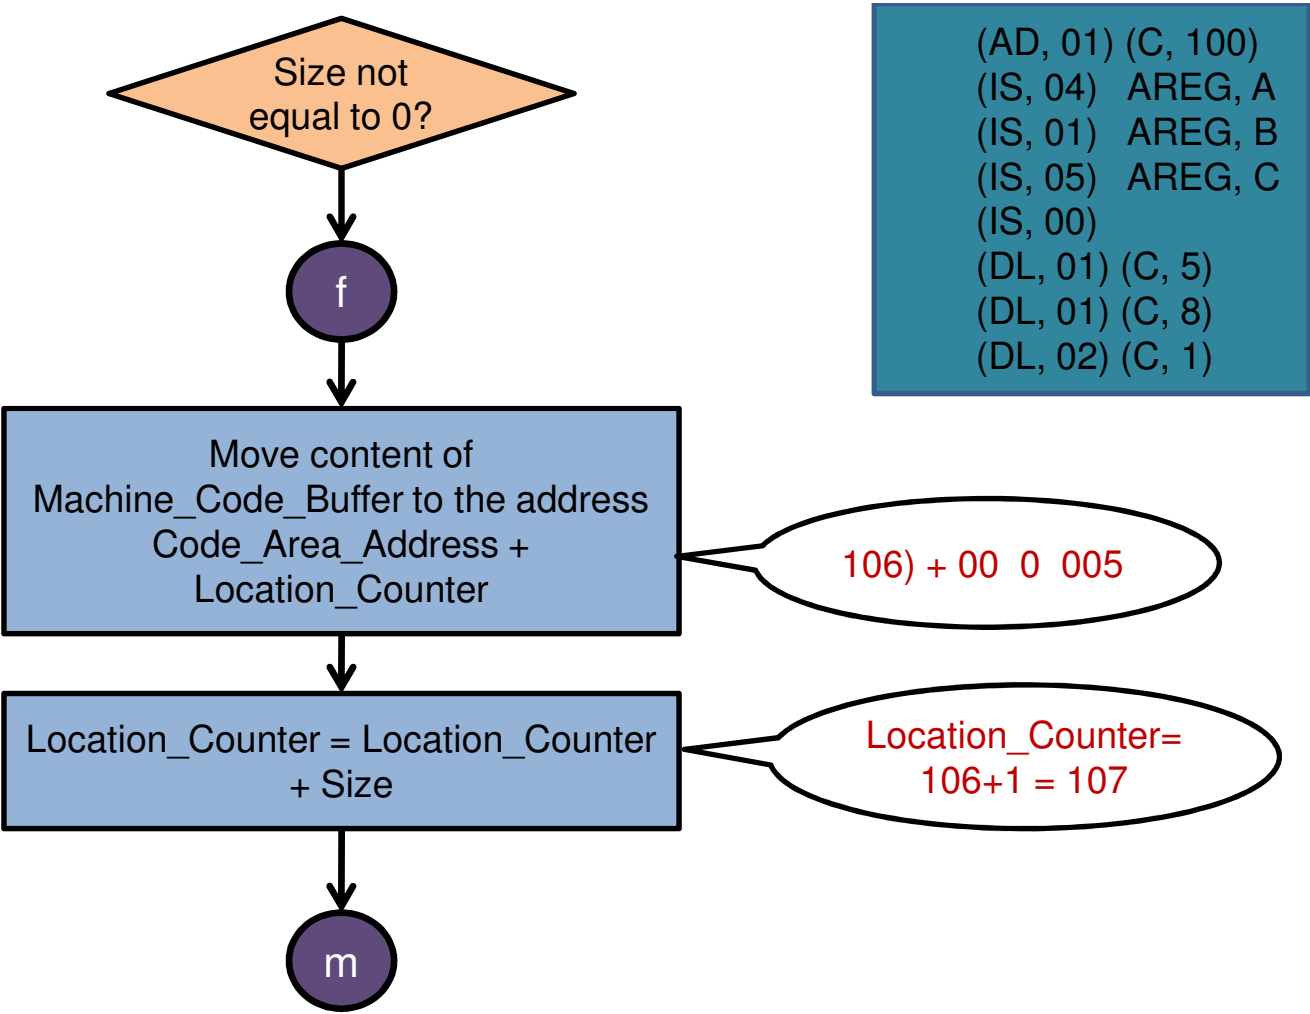 Size not
equal to 0?
f
Move content of
Machine_Code_Buffer to the address
Code_Area_Address +
Location_Counter
106) + 00 0 005
Location_Counter = Location_Counter
+ Size
Location_Counter=
106+1 = 107
m
(AD, 01) (C, 100)
(IS, 04) AREG, A
(IS, 01) AREG, B
(IS, 05) AREG, C
(IS, 00)
(DL, 01) (C, 5)
(DL, 01) (C, 8)
(DL, 02) (C, 1)